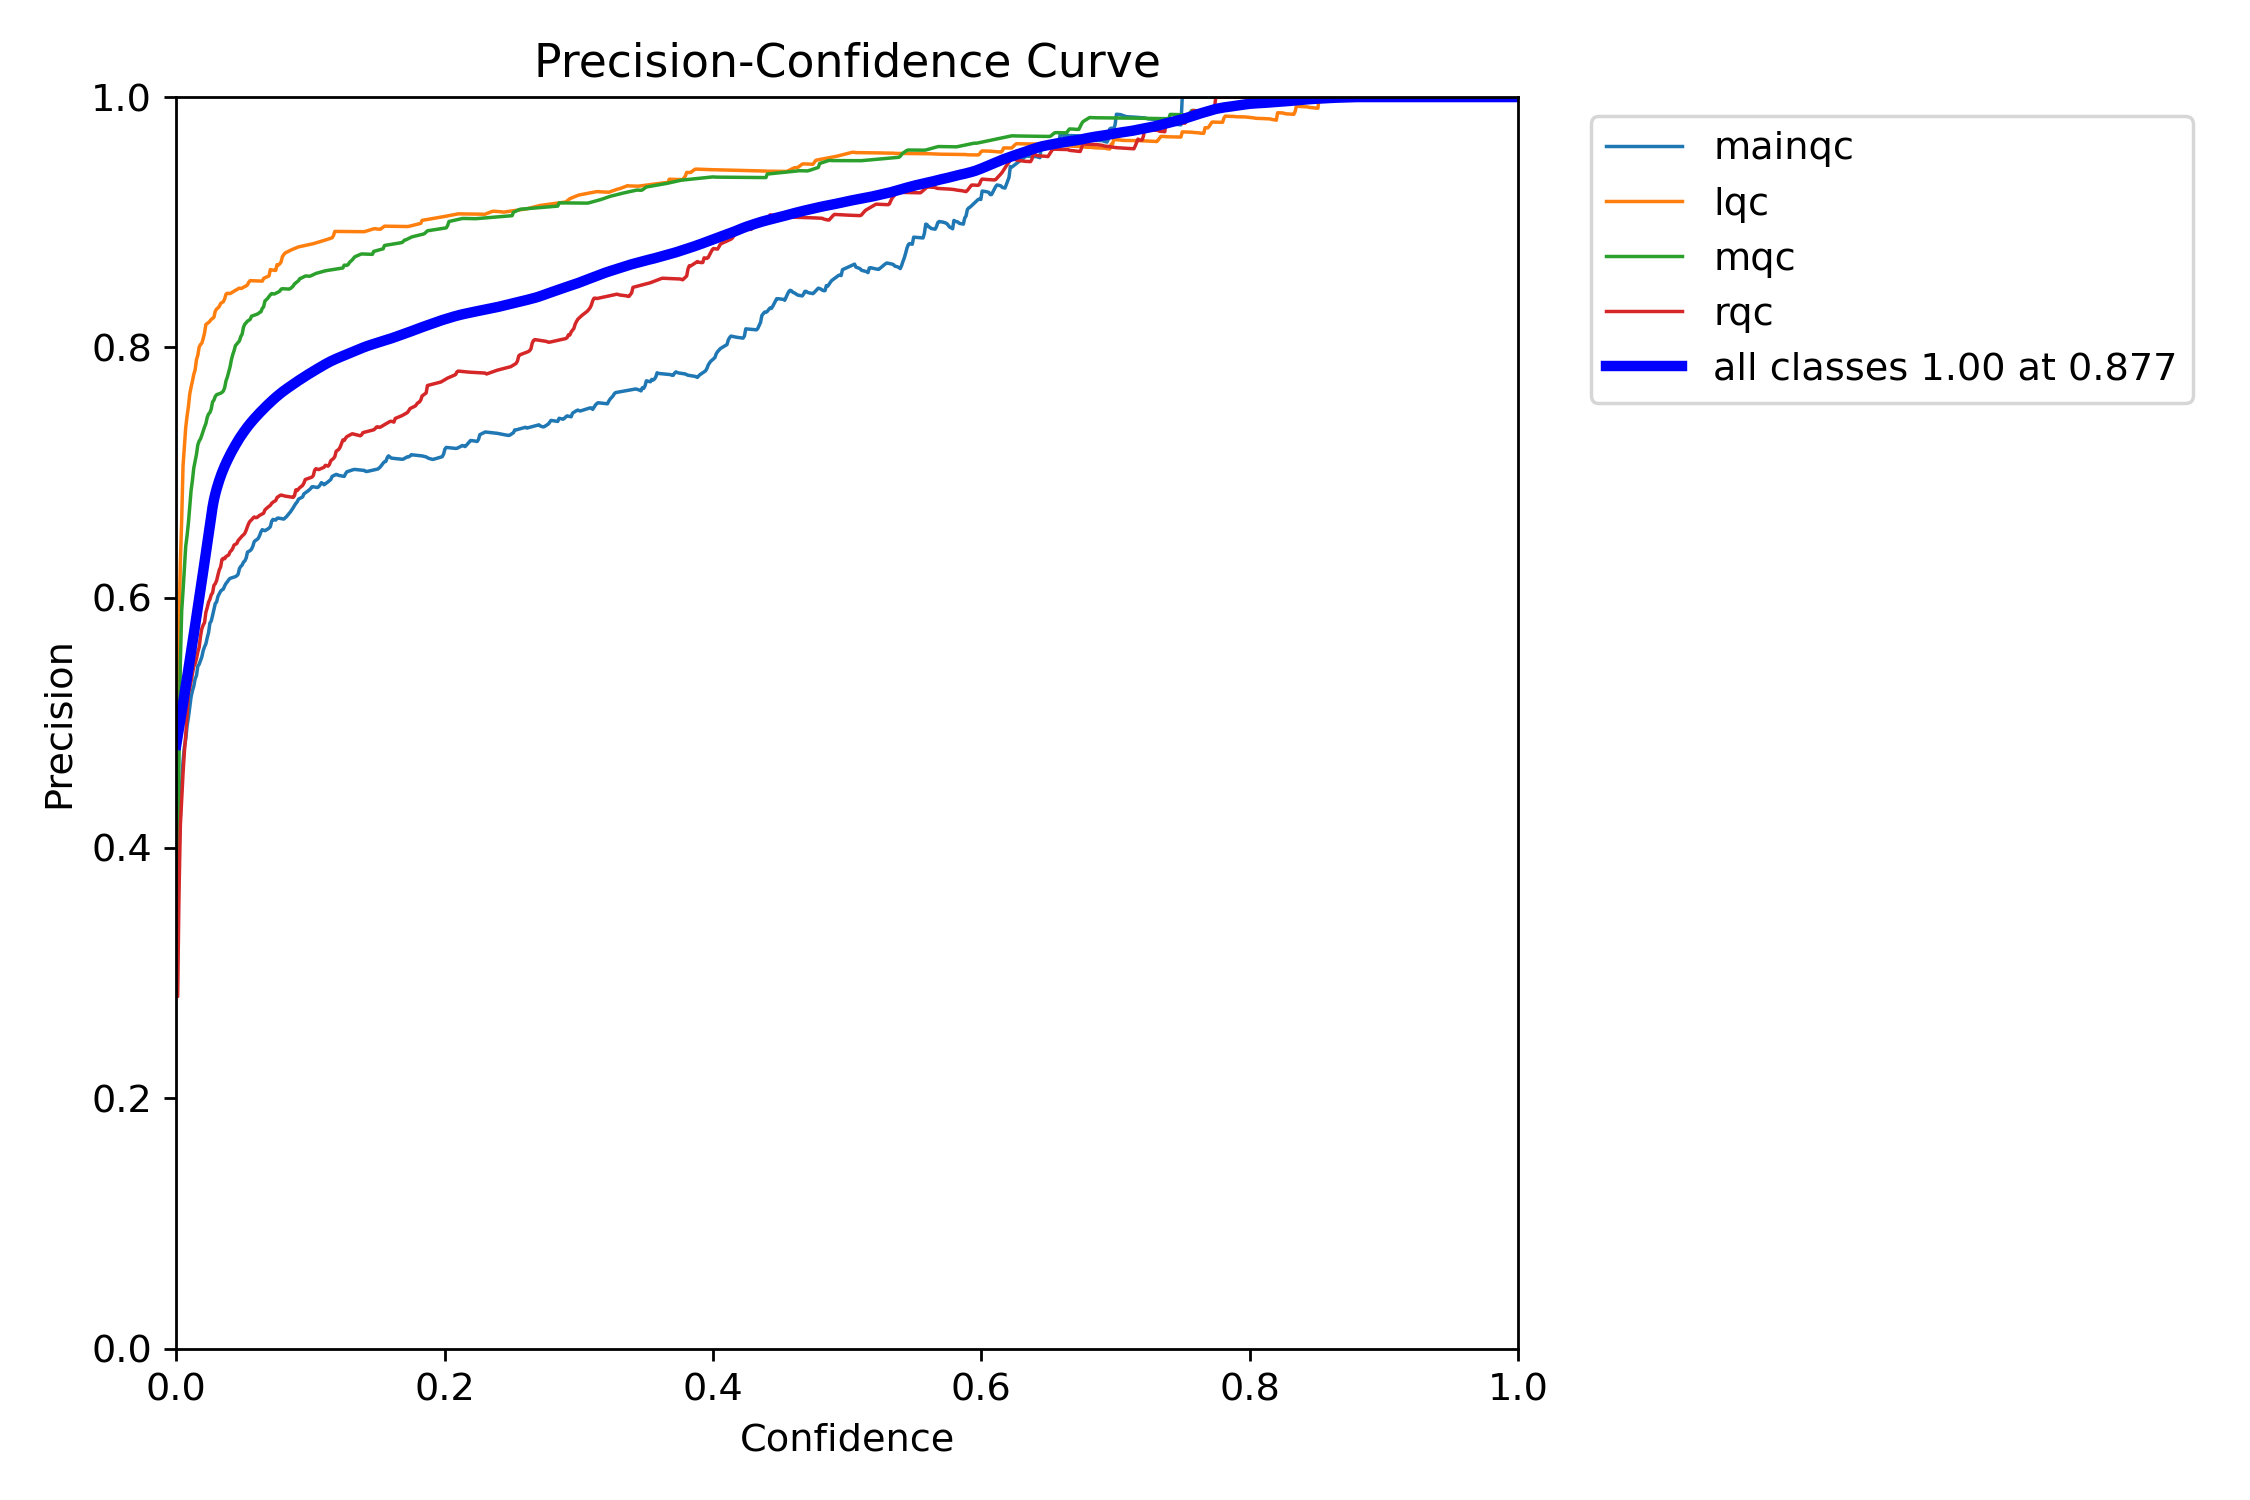 Precision-Confidence Curve
1.0
0.8
0.6
0.4
0.2
0.0
Precision
0.0 0.2 0.4 0.6 0.8 1.0
Confidence
mainqc
lqc
mqc
rqc
all classes 1.00 at 0.877